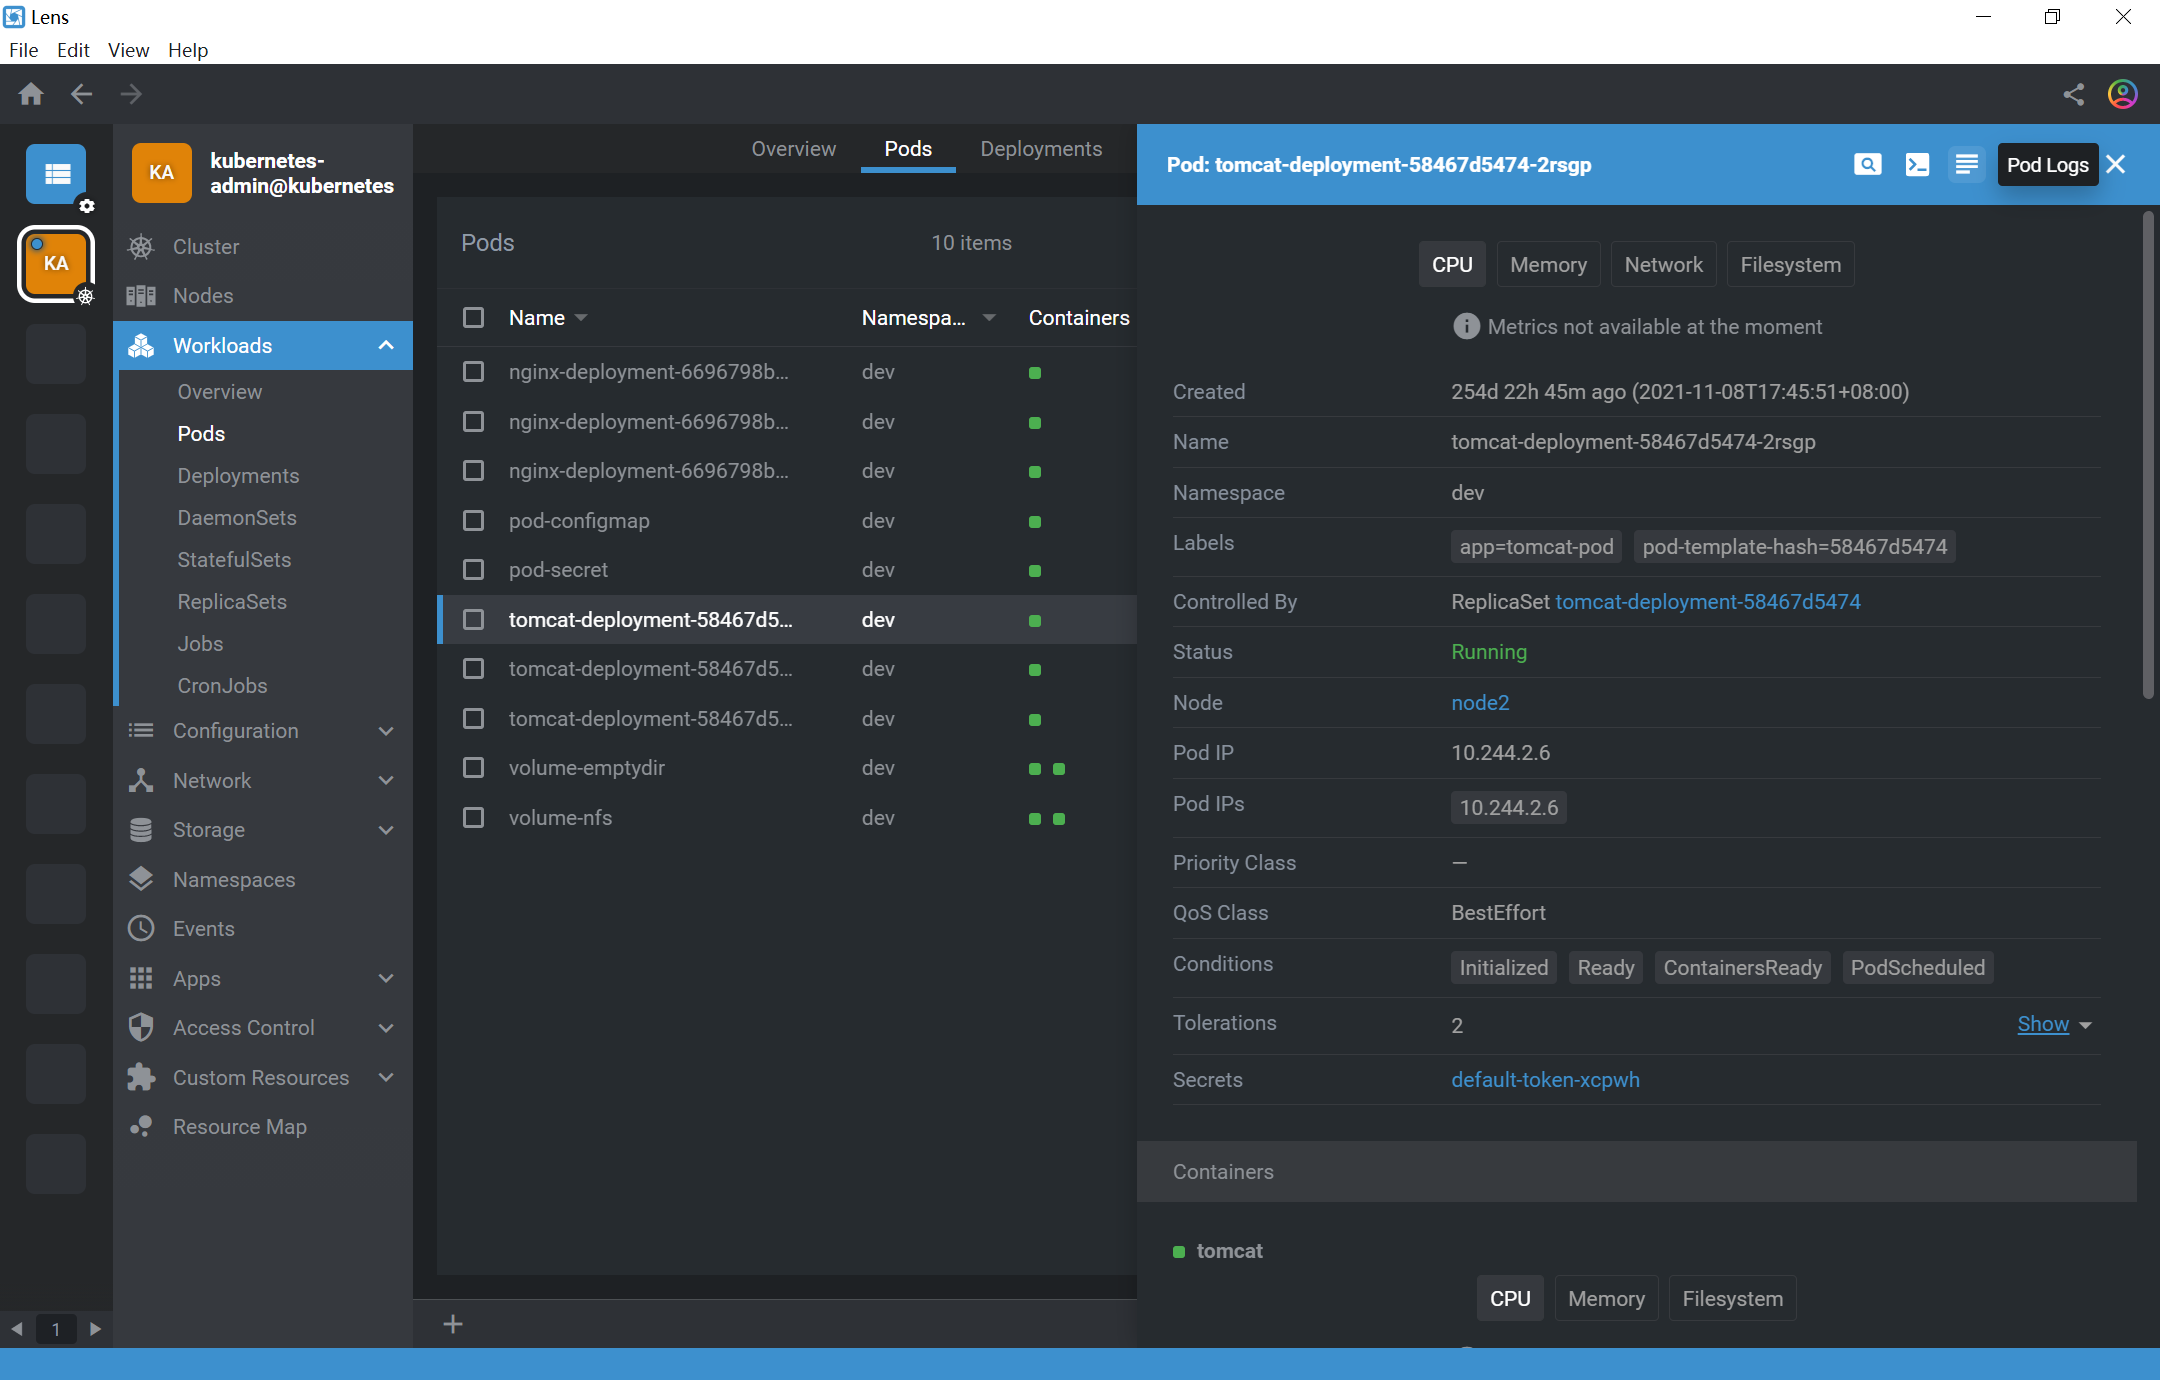 Lens
File Edit View Help
KA
kubernetes-
admin@kubernetes
KA
Cluster
Nodes
Workloads
Overview
Pods
Deployments
DaemonSets
StatefulSets
ReplicaSets
Jobs
CronJobs
Configuration
Network
Storage
Namespaces
Events
Apps
Access Control
Custom Resources
Resource Map
1
Overview Pods Deployments
Pods 10 items
Name Namespa... Containers
nginx-deployment-6696798b... dev
nginx-deployment-6696798b... dev
nginx-deployment-6696798b... dev
pod-configmap dev
pod-secret dev
tomcat-deployment-58467d5... dev
tomcat-deployment-58467d5... dev
tomcat-deployment-58467d5... dev
volume-emptydir dev
volume-nfs dev
Pod: tomcat-deployment-58467d5474-2rsgp Pod Logs
CPU Memory Network Filesystem
Metrics not available at the moment
Created 254d 22h 45m ago (2021-11-08T17:45:51+08:00)
Name tomcat-deployment-58467d5474-2rsgp
Namespace dev
Labels app=tomcat-pod pod-template-hash=58467d5474
Controlled By ReplicaSet tomcat-deployment-58467d5474
Status Running
Node node2
Pod IP 10.244.2.6
Pod IPs 10.244.2.6
Priority Class —
QoS Class BestEffort
Conditions Initialized Ready ContainersReady PodScheduled
Tolerations 2 Show
Secrets default-token-xcpwh
Containers
tomcat
CPU Memory Filesystem